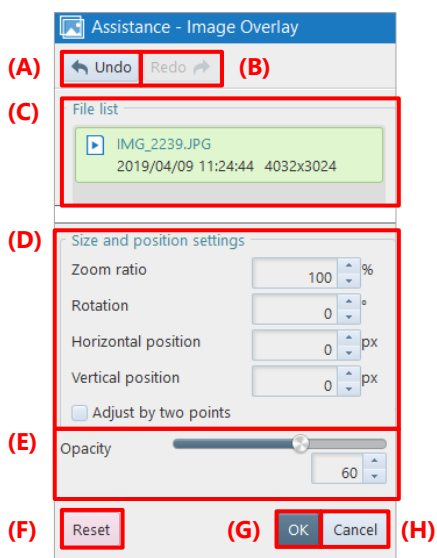 Assistance - Image Overlay
(A) Undo Redo (B)
(C) File list
IMG_2239.JPG
2019/04/09 11:24:44 4032x3024
(D) Size and position settings
Zoom ratio 100 %
Rotation 0 °
Horizontal position 0 px
Vertical position 0 px
Adjust by two points
(E) Opacity
60
(F) Reset (G) OK Cancel (H)